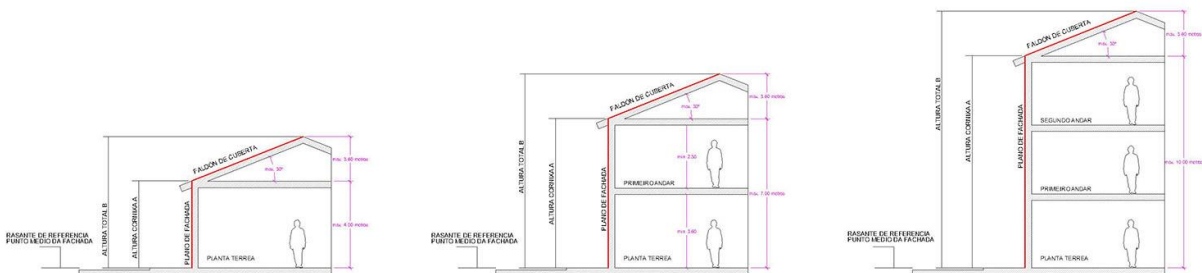 FALDÓN DE CUBERTA
máx. 30º
máx. 3.60 metros
ALTURA TOTAL B
ALTURA CORNIXA A
PLANO DE FACHADA
máx. 4.00 metros
RASANTE DE REFERENCIA
PUNTO MEDIO DA FACHADA
PLANTA TERREA
FALDÓN DE CUBERTA
máx. 30º
máx. 3.60 metros
ALTURA TOTAL B
ALTURA CORNIXA A
PLANO DE FACHADA
PRIMEIRO ANDAR
máx. 7.00 metros
RASANTE DE REFERENCIA
PUNTO MEDIO DA FACHADA
PLANTA TERREA
FALDÓN DE CUBERTA
máx. 30º
máx. 3.60 metros
ALTURA TOTAL B
ALTURA CORNIXA A
PLANO DE FACHADA
SEGUNDO ANDAR
máx. 10.00 metros
PRIMEIRO ANDAR
RASANTE DE REFERENCIA
PUNTO MEDIO DA FACHADA
PLANTA TERREA